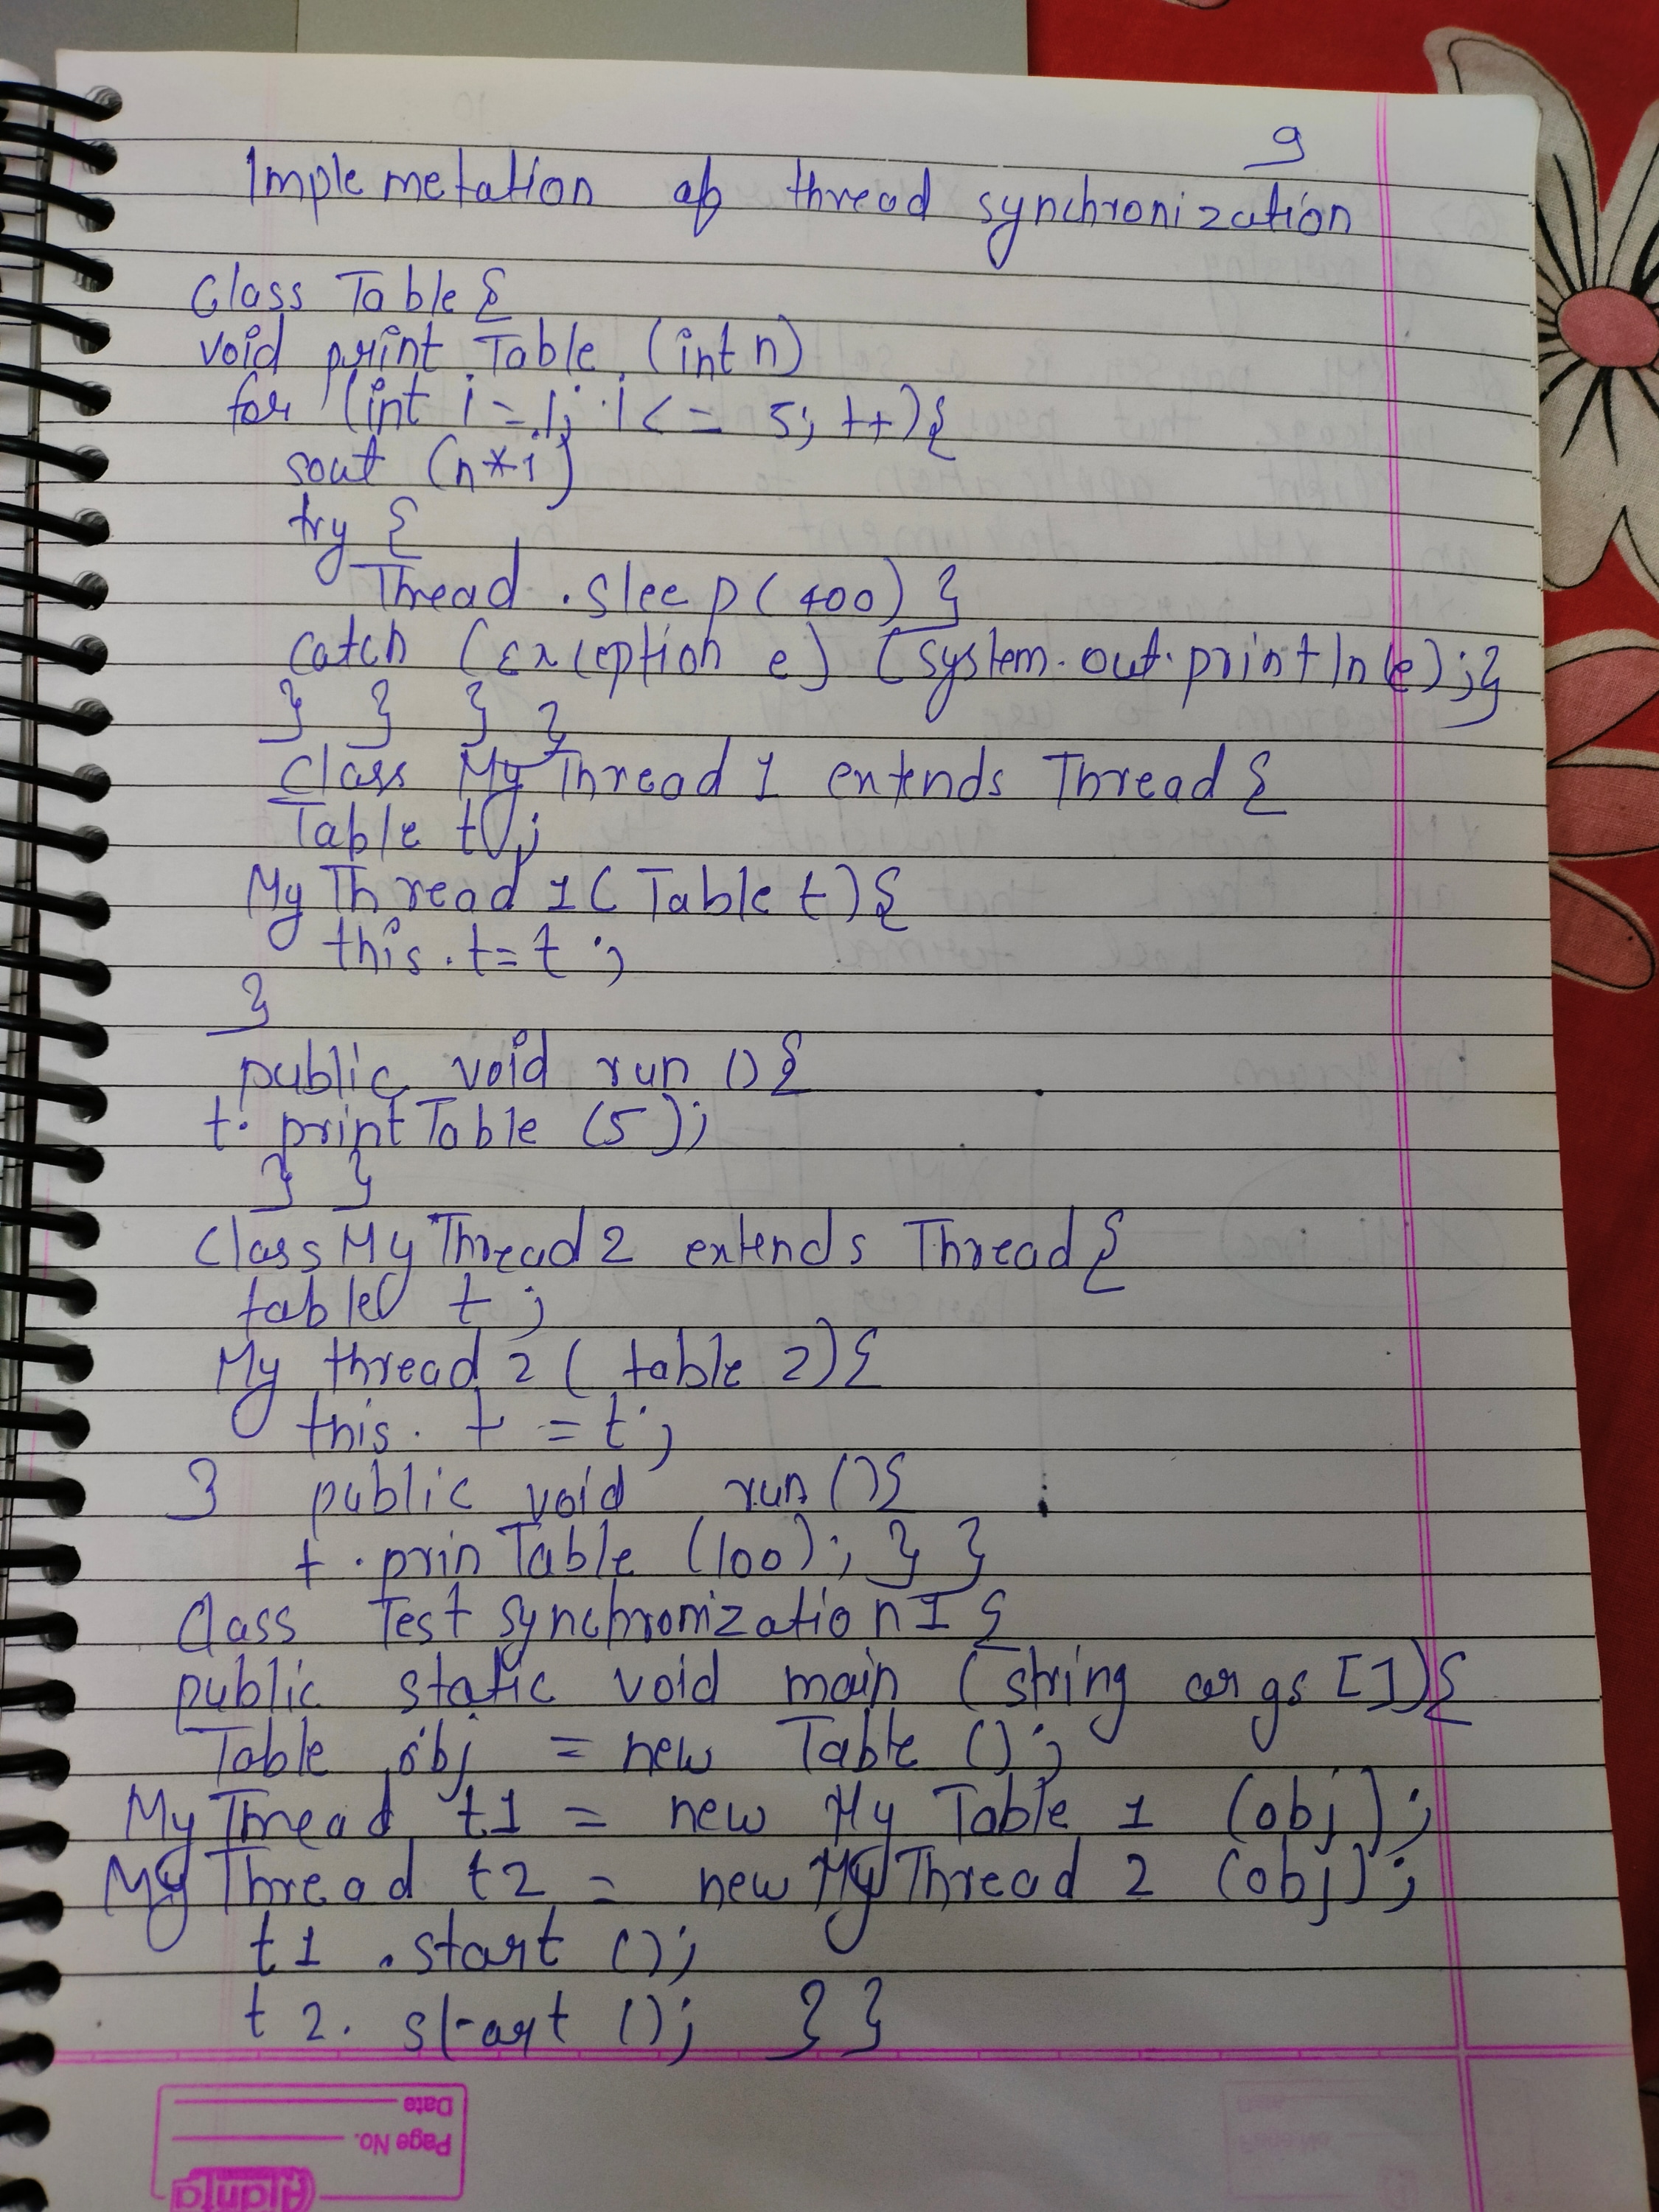 9
Implemetation of thread synchronization
Class Table {
void print Table (int n)
for (int i = 1; i <= 5; ++) {
sout (n*i)
try {
Thread . sleep (400) }
catch (Exception e) {system.out.println(e);}
} } } }
Class My Thread 1 extends Thread {
Table t;
My Thread 1 ( Table t) {
this . t = t ;
}
public void run () {
t. print Table (5);
} }
Class My Thread 2 extends Thread {
table t ;
My thread 2 ( table 2) {
this . t = t ;
} public void run () {
t . prin Table (100); } }
Class Test synchronization 1 {
public static void main (string args []) {
Table obj = new Table ();
My Thread t1 = new My Table 1 (obj);
My Thread t2 = new My Thread 2 (obj);
t1 . start ();
t2. start (); } }
Date
Page No.